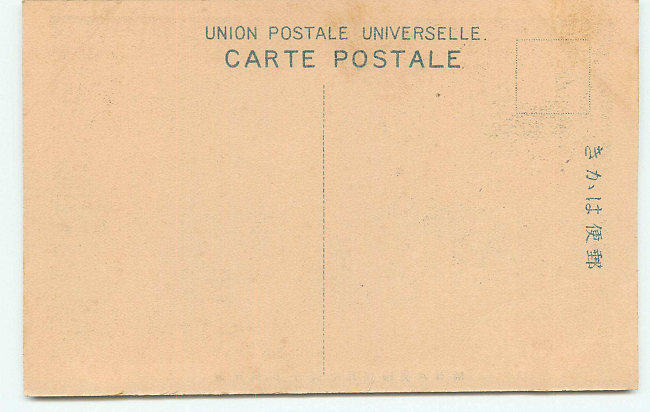 UNION POSTALE UNIVERSELLE.
CARTE POSTALE
郵便はかき